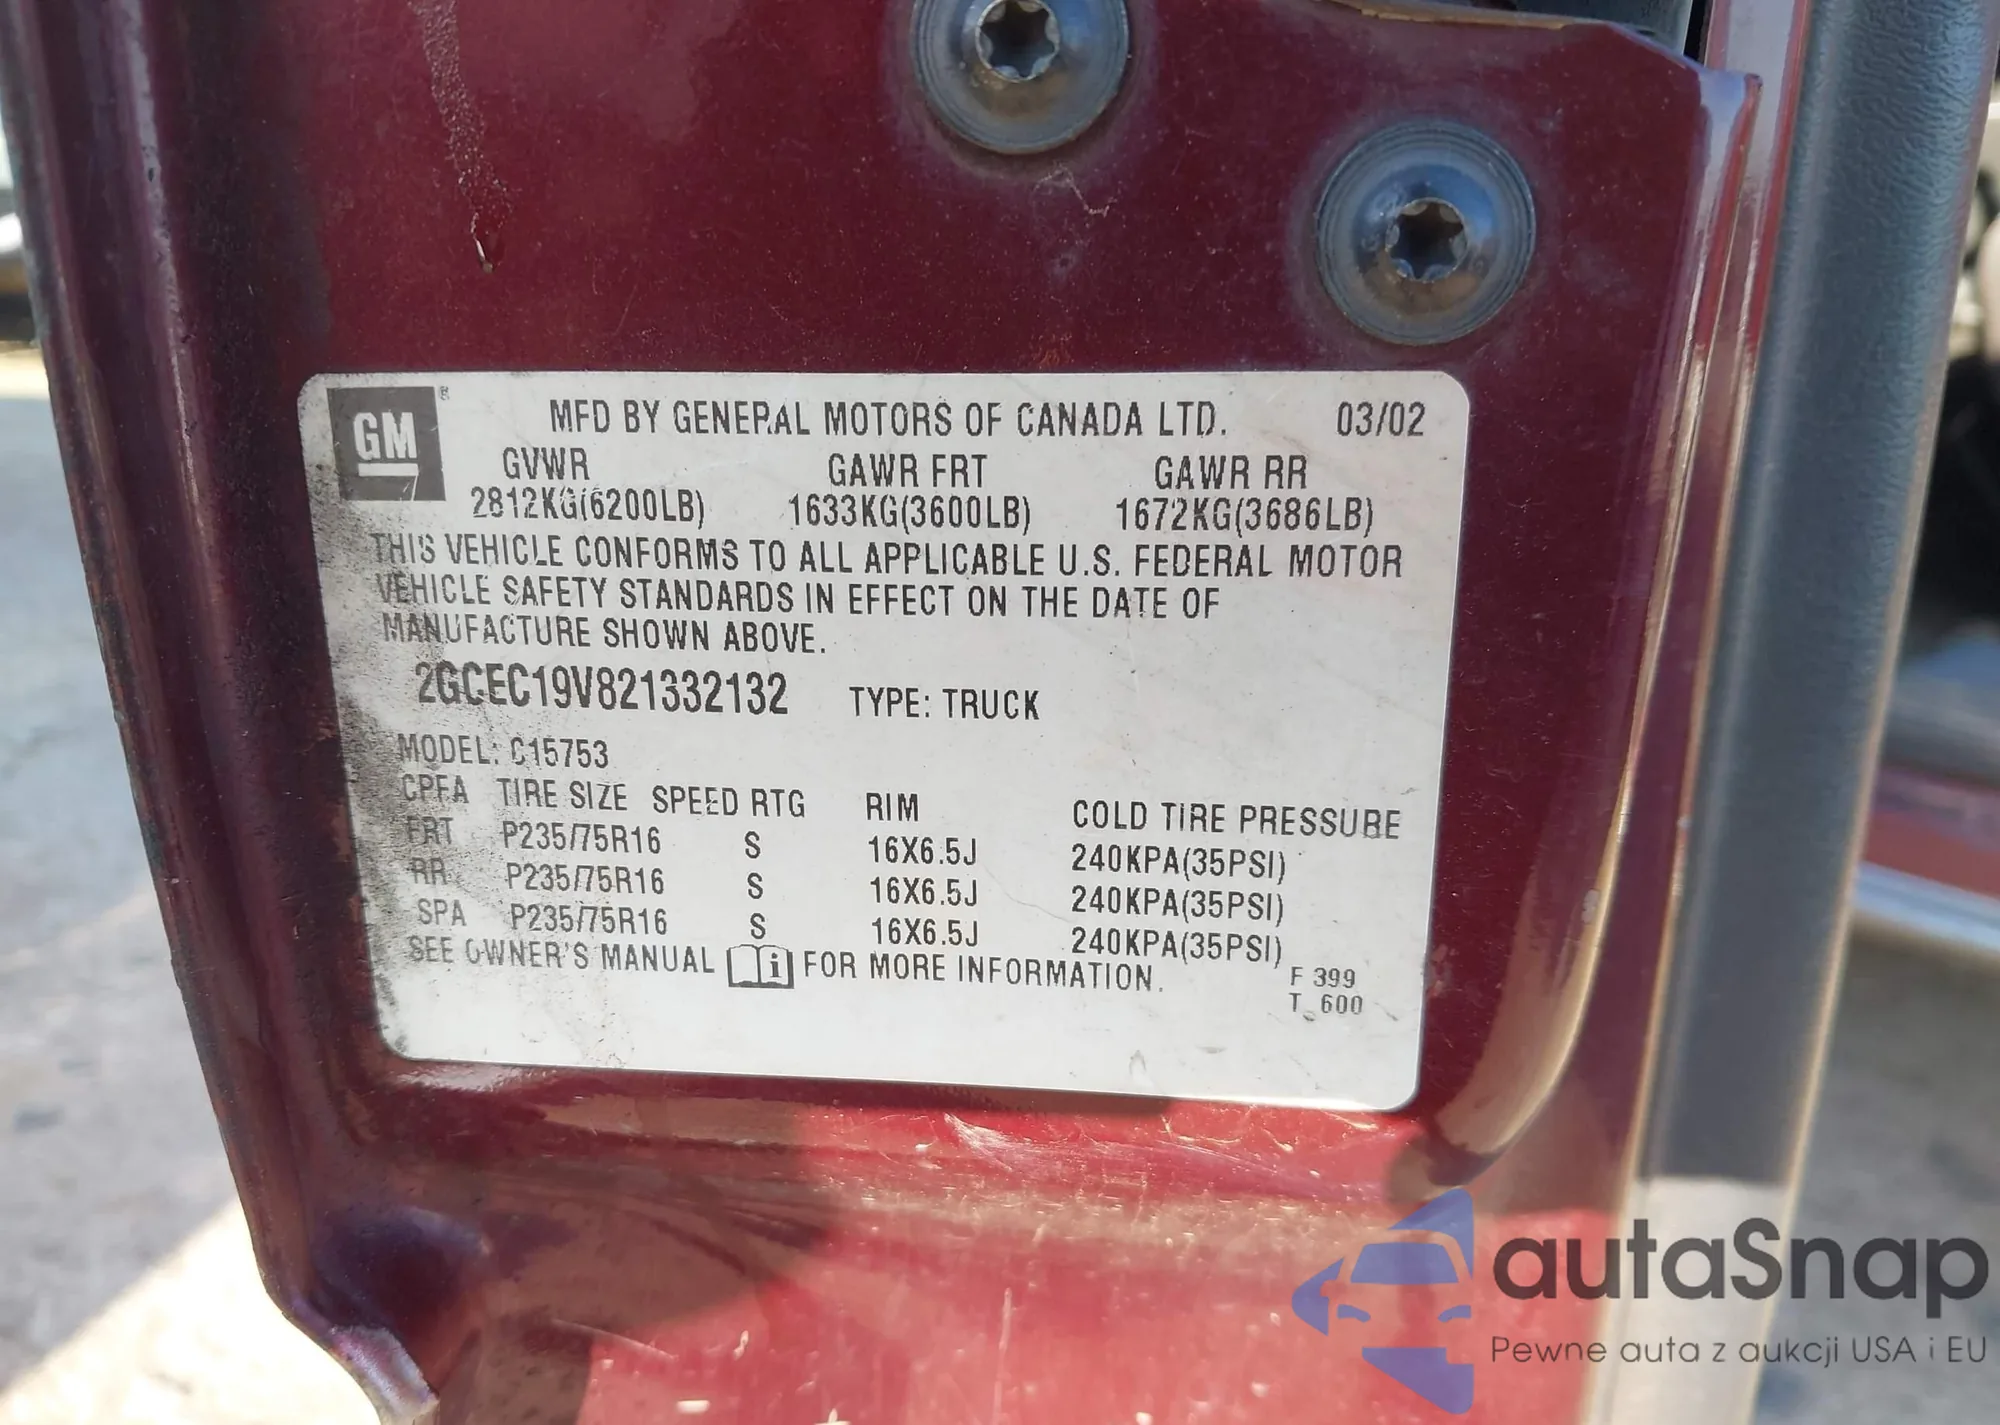 GM ®
MFD BY GENERAL MOTORS OF CANADA LTD. 03/02
GVWR GAWR FRT GAWR RR
2812KG(6200LB) 1633KG(3600LB) 1672KG(3686LB)
THIS VEHICLE CONFORMS TO ALL APPLICABLE U.S. FEDERAL MOTOR
VEHICLE SAFETY STANDARDS IN EFFECT ON THE DATE OF
MANUFACTURE SHOWN ABOVE.
2GCEC19V821332132 TYPE: TRUCK
MODEL: C15753
CPFA TIRE SIZE SPEED RTG RIM COLD TIRE PRESSURE
FRT P235/75R16 S 16X6.5J 240KPA(35PSI)
RR P235/75R16 S 16X6.5J 240KPA(35PSI)
SPA P235/75R16 S 16X6.5J 240KPA(35PSI)
SEE OWNER'S MANUAL i FOR MORE INFORMATION.
F 399
T 600
autaSnap
Pewne auta z aukcji USA i EU